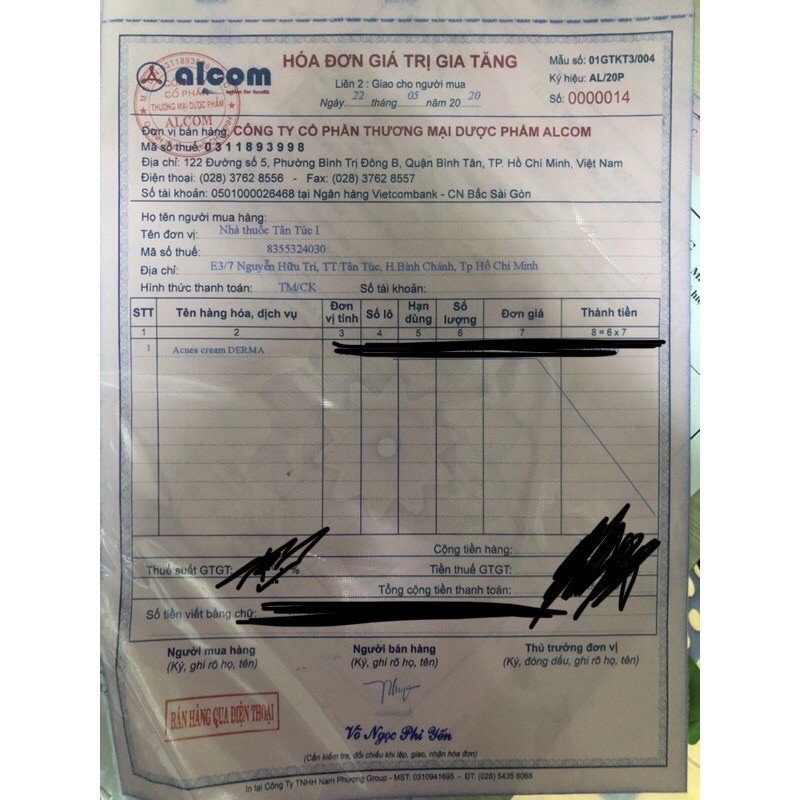 HÓA ĐƠN GIÁ TRỊ GIA TĂNG
Liên 2 : Giao cho người mua
Ngày 22 tháng 05 năm 20 20
Mẫu số: 01GTKT3/004
Ký hiệu: AL/20P
Số: 0000014
alcom
THƯƠNG MẠI DƯỢC PHẨM
ALCOM
Đơn vị bán hàng: CÔNG TY CỔ PHẦN THƯƠNG MẠI DƯỢC PHẨM ALCOM
Mã số thuế: 0311893998
Địa chỉ: 122 Đường số 5, Phường Bình Trị Đông B, Quận Bình Tân, TP. Hồ Chí Minh, Việt Nam
Điện thoại: (028) 3762 8556 - Fax: (028) 3762 8557
Số tài khoản: 0501000026468 tại Ngân hàng Vietcombank - CN Bắc Sài Gòn
Họ tên người mua hàng:
Tên đơn vị: Nhà thuốc Tân Túc I
Mã số thuế: 8355324030
Địa chỉ: E3/7 Nguyễn Hữu Trí, TT Tân Túc, H.Bình Chánh, Tp Hồ Chí Minh
Hình thức thanh toán: TM/CK Số tài khoản:
STT Tên hàng hóa, dịch vụ Đơn vị tính Số lô Hạn dùng Số lượng Đơn giá Thành tiền
1 2 3 4 5 6 7 8 = 6 x 7
1 Acnes cream DERMA
Cộng tiền hàng:
Thuế suất GTGT: % Tiền thuế GTGT:
Tổng cộng tiền thanh toán:
Số tiền viết bằng chữ:
Người mua hàng Người bán hàng Thủ trưởng đơn vị
(Ký, ghi rõ họ, tên) (Ký, ghi rõ họ, tên) (Ký, đóng dấu, ghi rõ họ, tên)
BÁN HÀNG QUA ĐIỆN THOẠI
Võ Ngọc Phi Yến
(Cần kiểm tra, đối chiếu khi lập, giao, nhận hóa đơn)
In tại Công Ty TNHH Nam Phương Group - MST: 0310941695 - ĐT: (028) 5435 6068